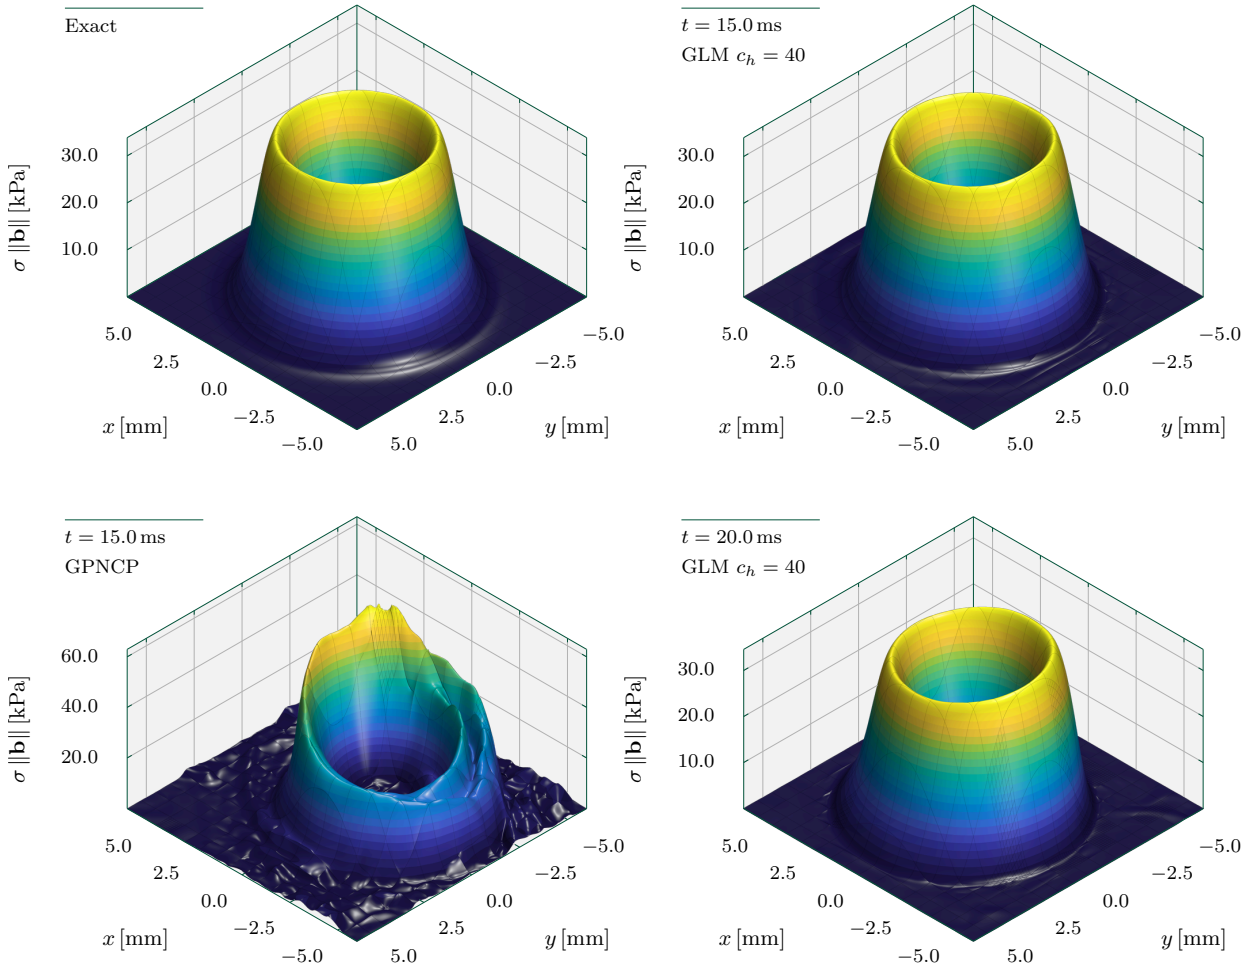 Exact
30.0
20.0
10.0
σ ||b|| [kPa]
5.0
2.5
0.0
−2.5
−5.0
x [mm]
−5.0
−2.5
0.0
2.5
5.0
y [mm]
t = 15.0 ms
GLM c_h = 40
30.0
20.0
10.0
σ ||b|| [kPa]
5.0
2.5
0.0
−2.5
−5.0
x [mm]
−5.0
−2.5
0.0
2.5
5.0
y [mm]
t = 15.0 ms
GPNCP
60.0
40.0
20.0
σ ||b|| [kPa]
5.0
2.5
0.0
−2.5
−5.0
x [mm]
−5.0
−2.5
0.0
2.5
5.0
y [mm]
t = 20.0 ms
GLM c_h = 40
30.0
20.0
10.0
σ ||b|| [kPa]
5.0
2.5
0.0
−2.5
−5.0
x [mm]
−5.0
−2.5
0.0
2.5
5.0
y [mm]